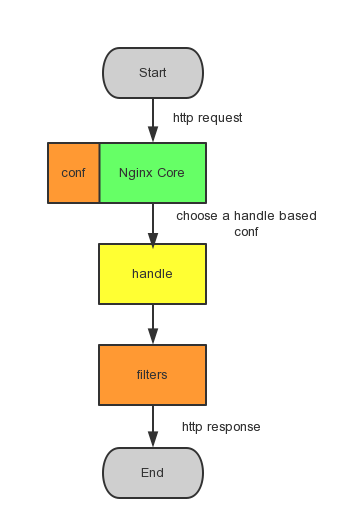 Start
http request
conf
Nginx Core
choose a handle based
conf
handle
filters
http response
End